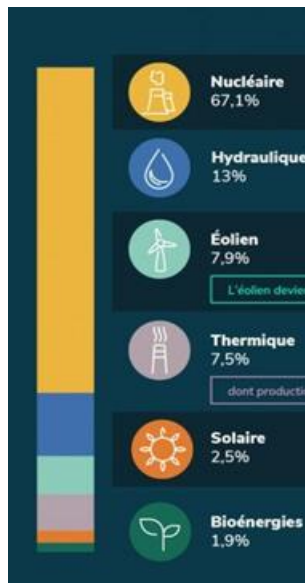 Nucléaire
67,1%
Hydraulique
13%
Éolien
7,9%
L'éolien devien
Thermique
7,5%
dont productio
Solaire
2,5%
Bioénergies
1,9%